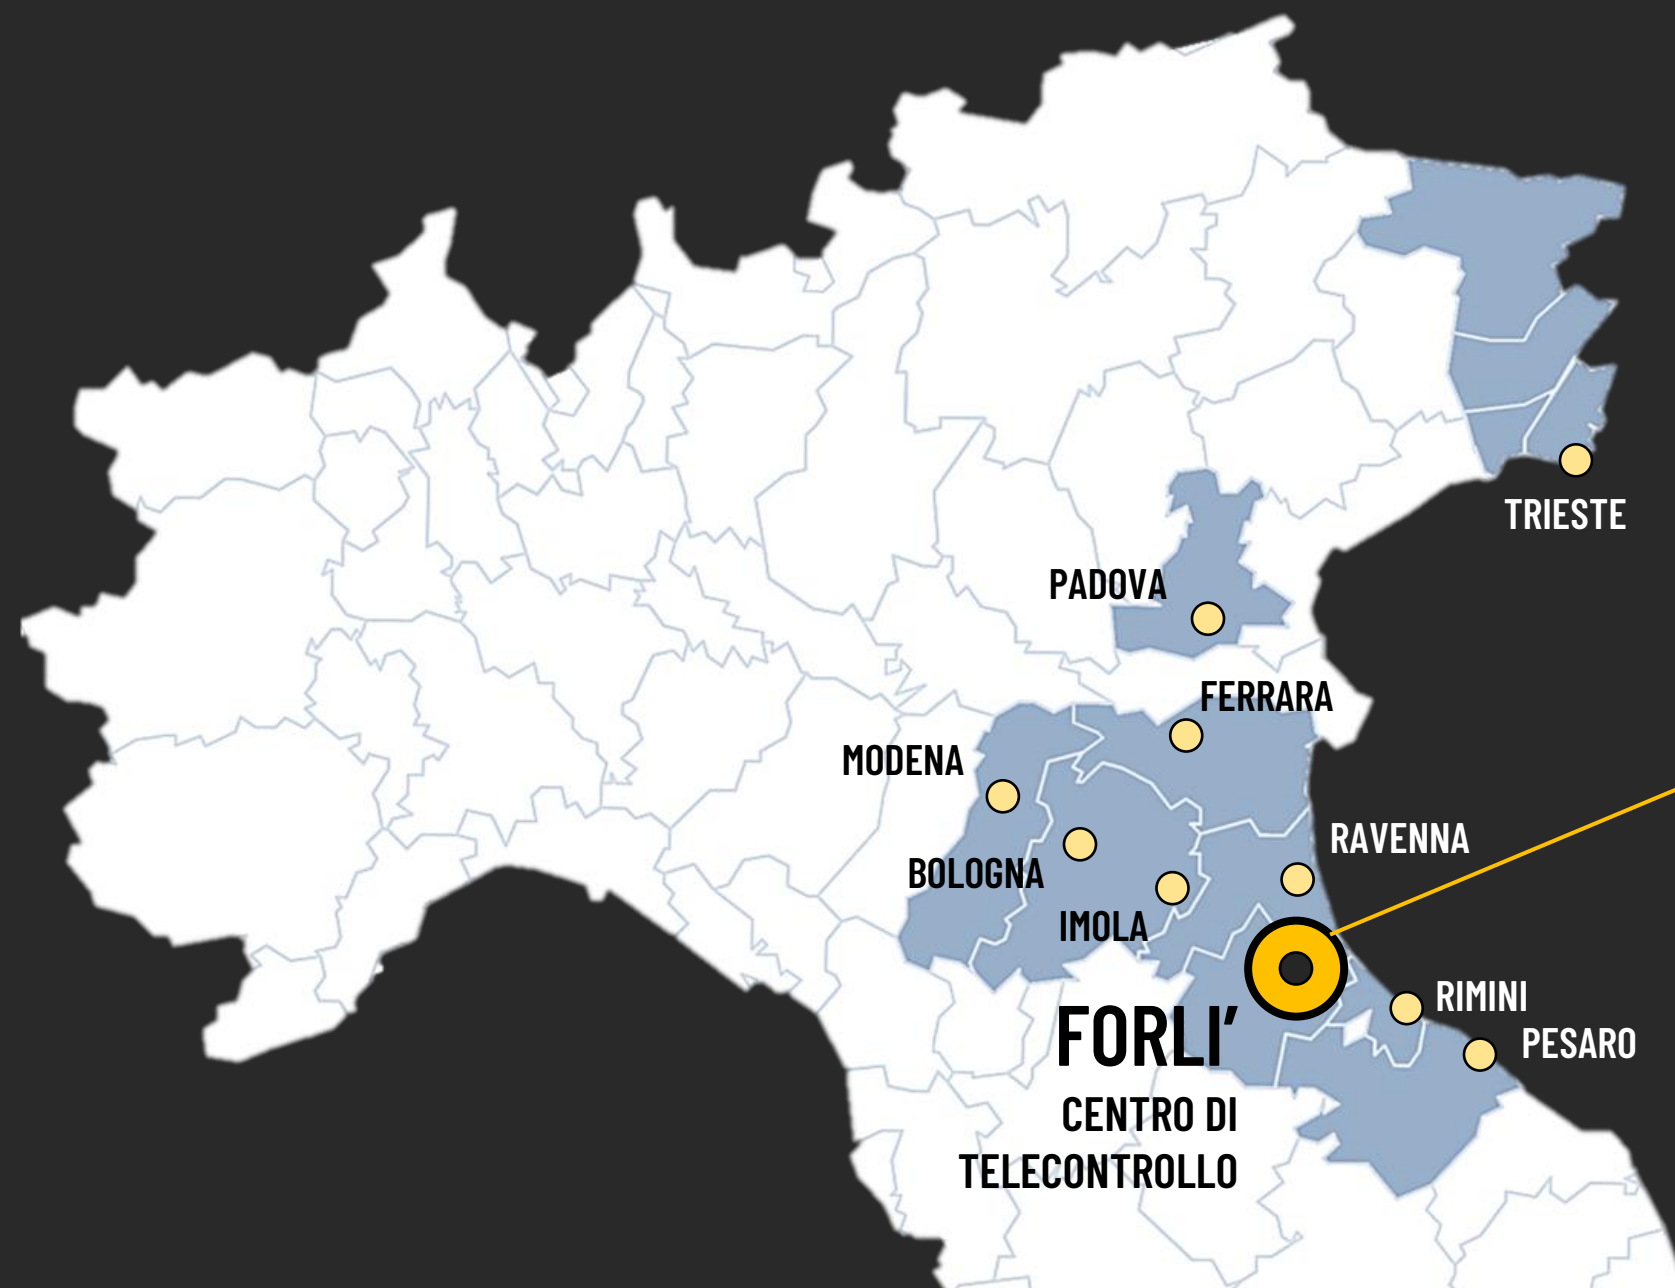 TRIESTE
PADOVA
FERRARA
MODENA
RAVENNA
BOLOGNA
IMOLA
RIMINI
FORLI’
PESARO
CENTRO DI
TELECONTROLLO